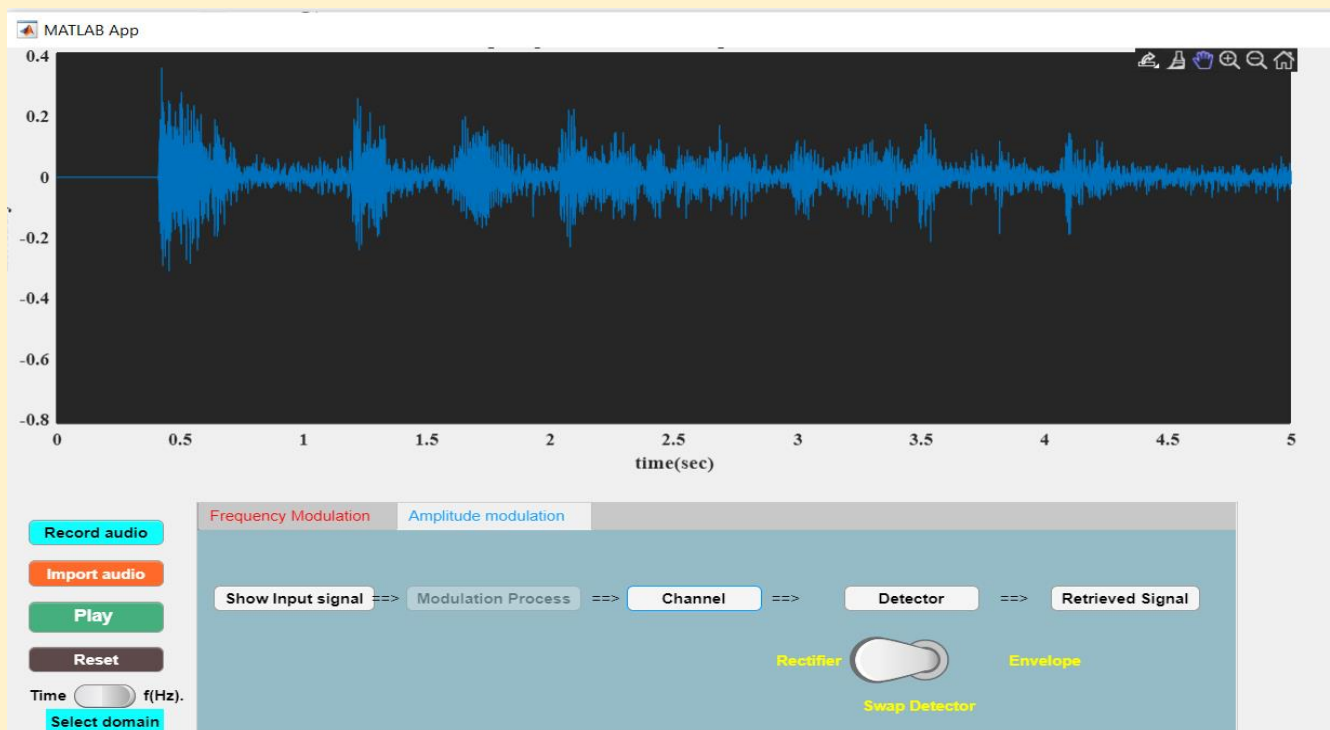 MATLAB App
0.4
0.2
0
-0.2
-0.4
-0.6
-0.8
0 0.5 1 1.5 2 2.5 3 3.5 4 4.5 5
time(sec)
Frequency Modulation Amplitude modulation
Record audio
Import audio
Show Input signal ==> Modulation Process ==> Channel ==> Detector ==> Retrieved Signal
Play
Reset
Rectifier Envelope
Time f(Hz).
Swap Detector
Select domain